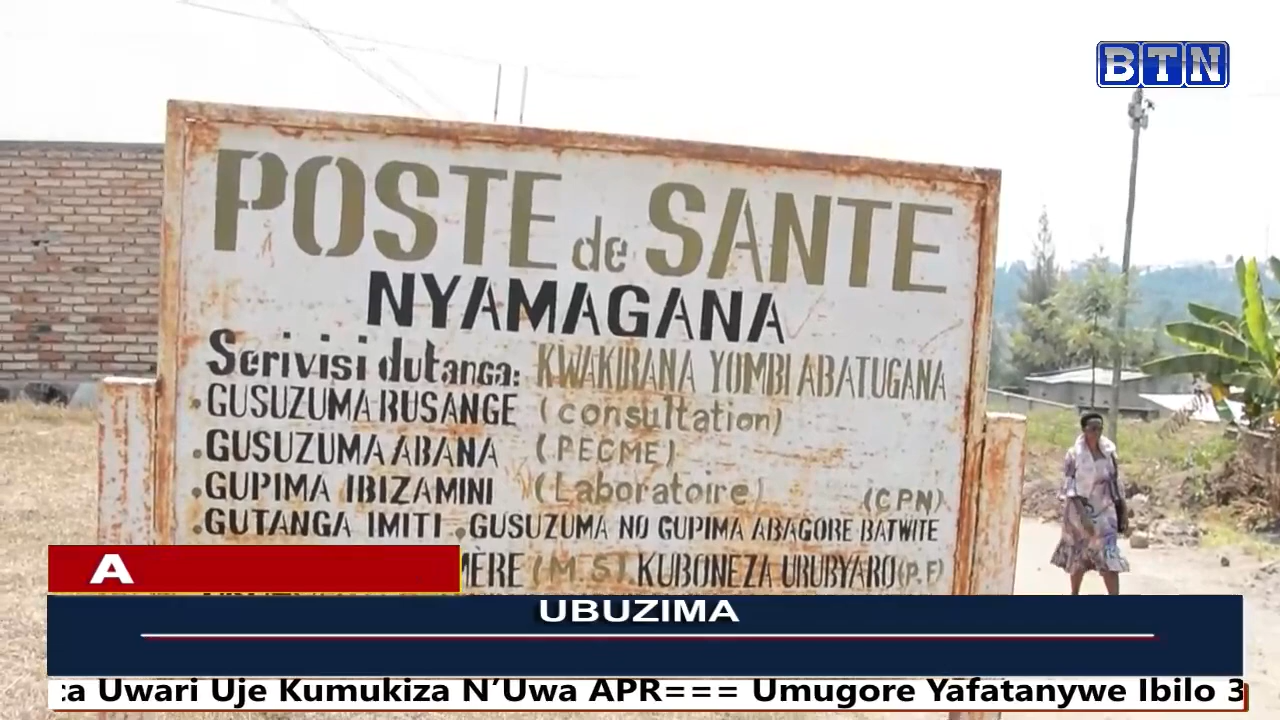 BTN
POSTE de SANTE
NYAMAGANA
Serivisi dutanga: KWAKIRANA YOMBI ABATUGANA
.GUSUZUMA RUSANGE (consultation)
.GUSUZUMA ABANA (PECME)
.GUPIMA IBIZAMINI (Laboratoire) (CPN)
.GUTANGA IMITI .GUSUZUMA NO GUPIMA ABAGORE BATWITE
MÈRE (M.S). KUBONEZA URUBYARO(P.F)
A
UBUZIMA
Uwari Uje Kumukiza N’Uwa APR=== Umugore Yafatanywe Ibilo 3